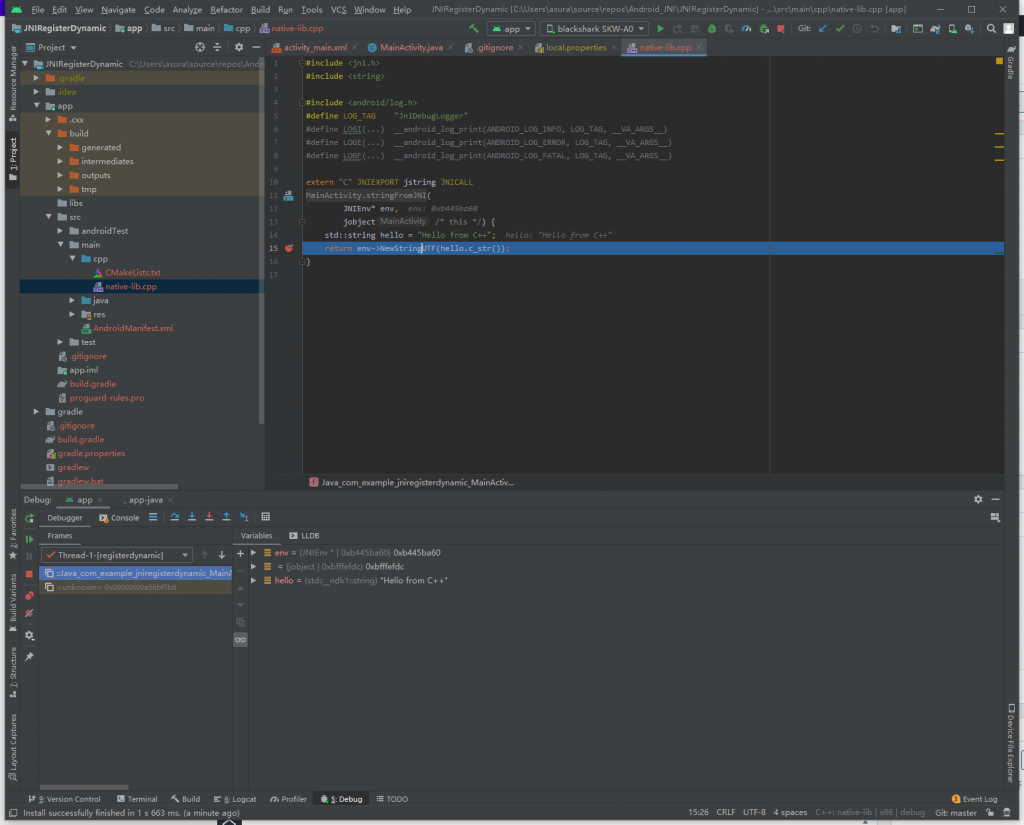 File Edit View Navigate Code Analyze Refactor Build Run Tools VCS Window Help JNIRegisterDynamic [C:\Users\asura\source\repos\Android_JNI\JNIRegisterDynamic] - ...\src\main\cpp\native-lib.cpp [app]
JNIRegisterDynamic app src main cpp native-lib.cpp
app
blackshark SKW-A0
Git:
Project
activity_main.xml
MainActivity.java
.gitignore
local.properties
native-lib.cpp
Resource Manager
1: Project
Gradle
JNIRegisterDynamic C:\Users\asura\source\repos\Andro
.gradle
.idea
app
.cxx
build
generated
intermediates
outputs
tmp
libs
src
androidTest
main
cpp
CMakeLists.txt
native-lib.cpp
java
res
AndroidManifest.xml
test
.gitignore
app.iml
build.gradle
proguard-rules.pro
gradle
.gitignore
build.gradle
gradle.properties
gradlew
gradlew.bat
1 #include <jni.h>
2 #include <string>
3
4 #include <android/log.h>
5 #define LOG_TAG "JniDebugLogger"
6 #define LOGI(...) __android_log_print(ANDROID_LOG_INFO, LOG_TAG, __VA_ARGS__)
7 #define LOGE(...) __android_log_print(ANDROID_LOG_ERROR, LOG_TAG, __VA_ARGS__)
8 #define LOGF(...) __android_log_print(ANDROID_LOG_FATAL, LOG_TAG, __VA_ARGS__)
9
10 extern "C" JNIEXPORT jstring JNICALL
11 MainActivity.stringFromJNI(
12 JNIEnv* env, env: 0xb445ba60
13 jobject MainActivity /* this */) {
14 std::string hello = "Hello from C++"; hello: "Hello from C++"
15 return env->NewStringUTF(hello.c_str());
16 }
17
Java_com_example_jniregisterdynamic_MainActiv...
Debug: app app-java
Debugger Console
Frames Variables LLDB
Thread-1-[registerdynamic]
::Java_com_example_jniregisterdynamic_MainA
<unknown> 0x00000000a56bf5b0
env = {JNIEnv * | 0xb445ba60} 0xb445ba60
= {jobject | 0xbfffefdc} 0xbfffefdc
hello = {std::__ndk1::string} "Hello from C++"
2: Favorites
Build Variants
7: Structure
Layout Captures
Device File Explorer
9: Version Control Terminal Build 6: Logcat Profiler 5: Debug TODO
1 Event Log
Install successfully finished in 1 s 663 ms. (a minute ago)
15:26 CRLF UTF-8 4 spaces C++: native-lib | x86 | debug Git: master